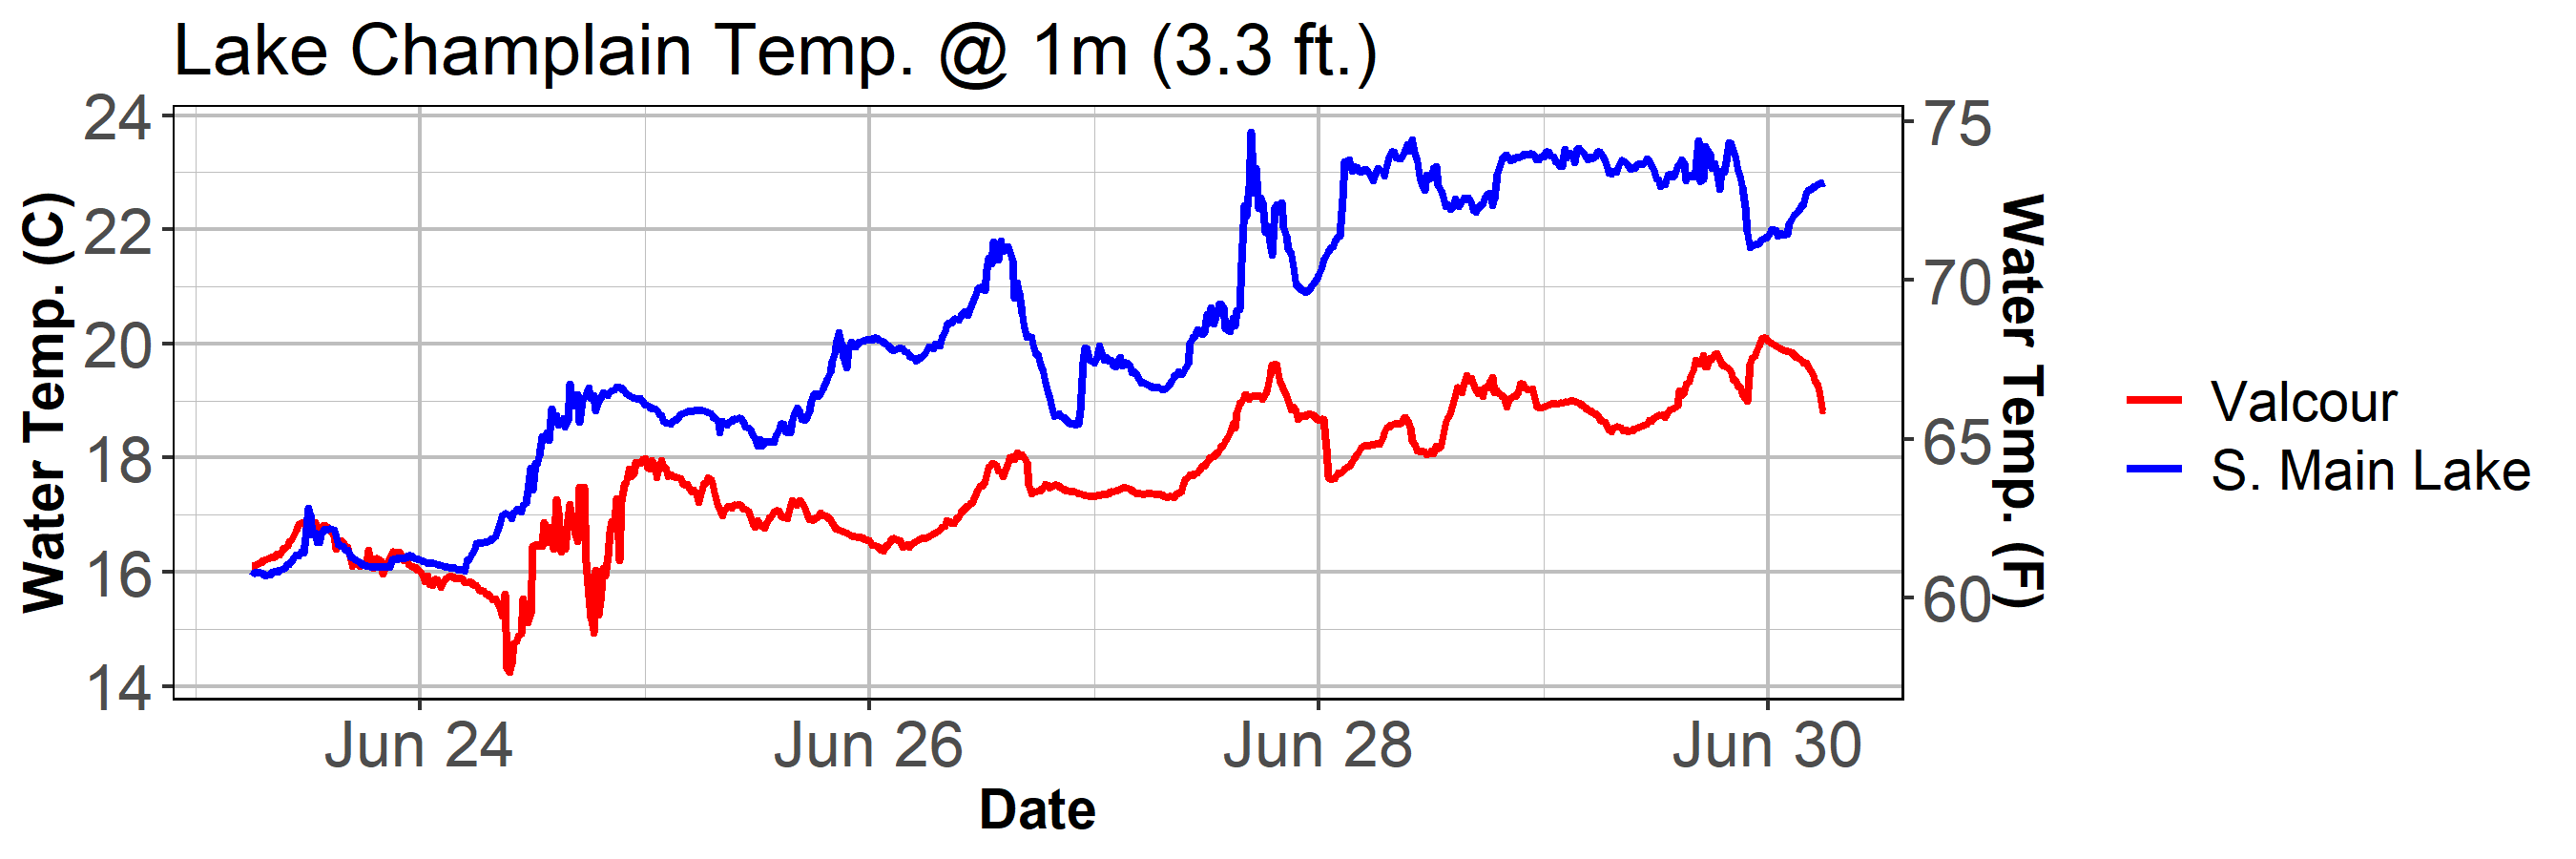 Lake Champlain Temp. @ 1m (3.3 ft.)
Water Temp. (C)
24
22
20
18
16
14
75
70
65
60
Water Temp. (F)
Jun 24
Jun 26
Jun 28
Jun 30
Date
Valcour
S. Main Lake